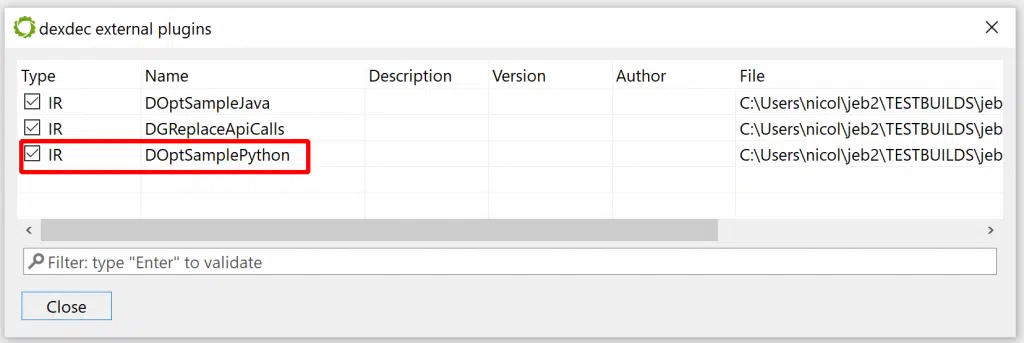 dexdec external plugins
Type Name Description Version Author File
IR DOptSampleJava C:\Users\nicol\jeb2\TESTBUILDS\jeb
IR DGReplaceApiCalls C:\Users\nicol\jeb2\TESTBUILDS\jeb
IR DOptSamplePython C:\Users\nicol\jeb2\TESTBUILDS\jeb
Filter: type "Enter" to validate
Close